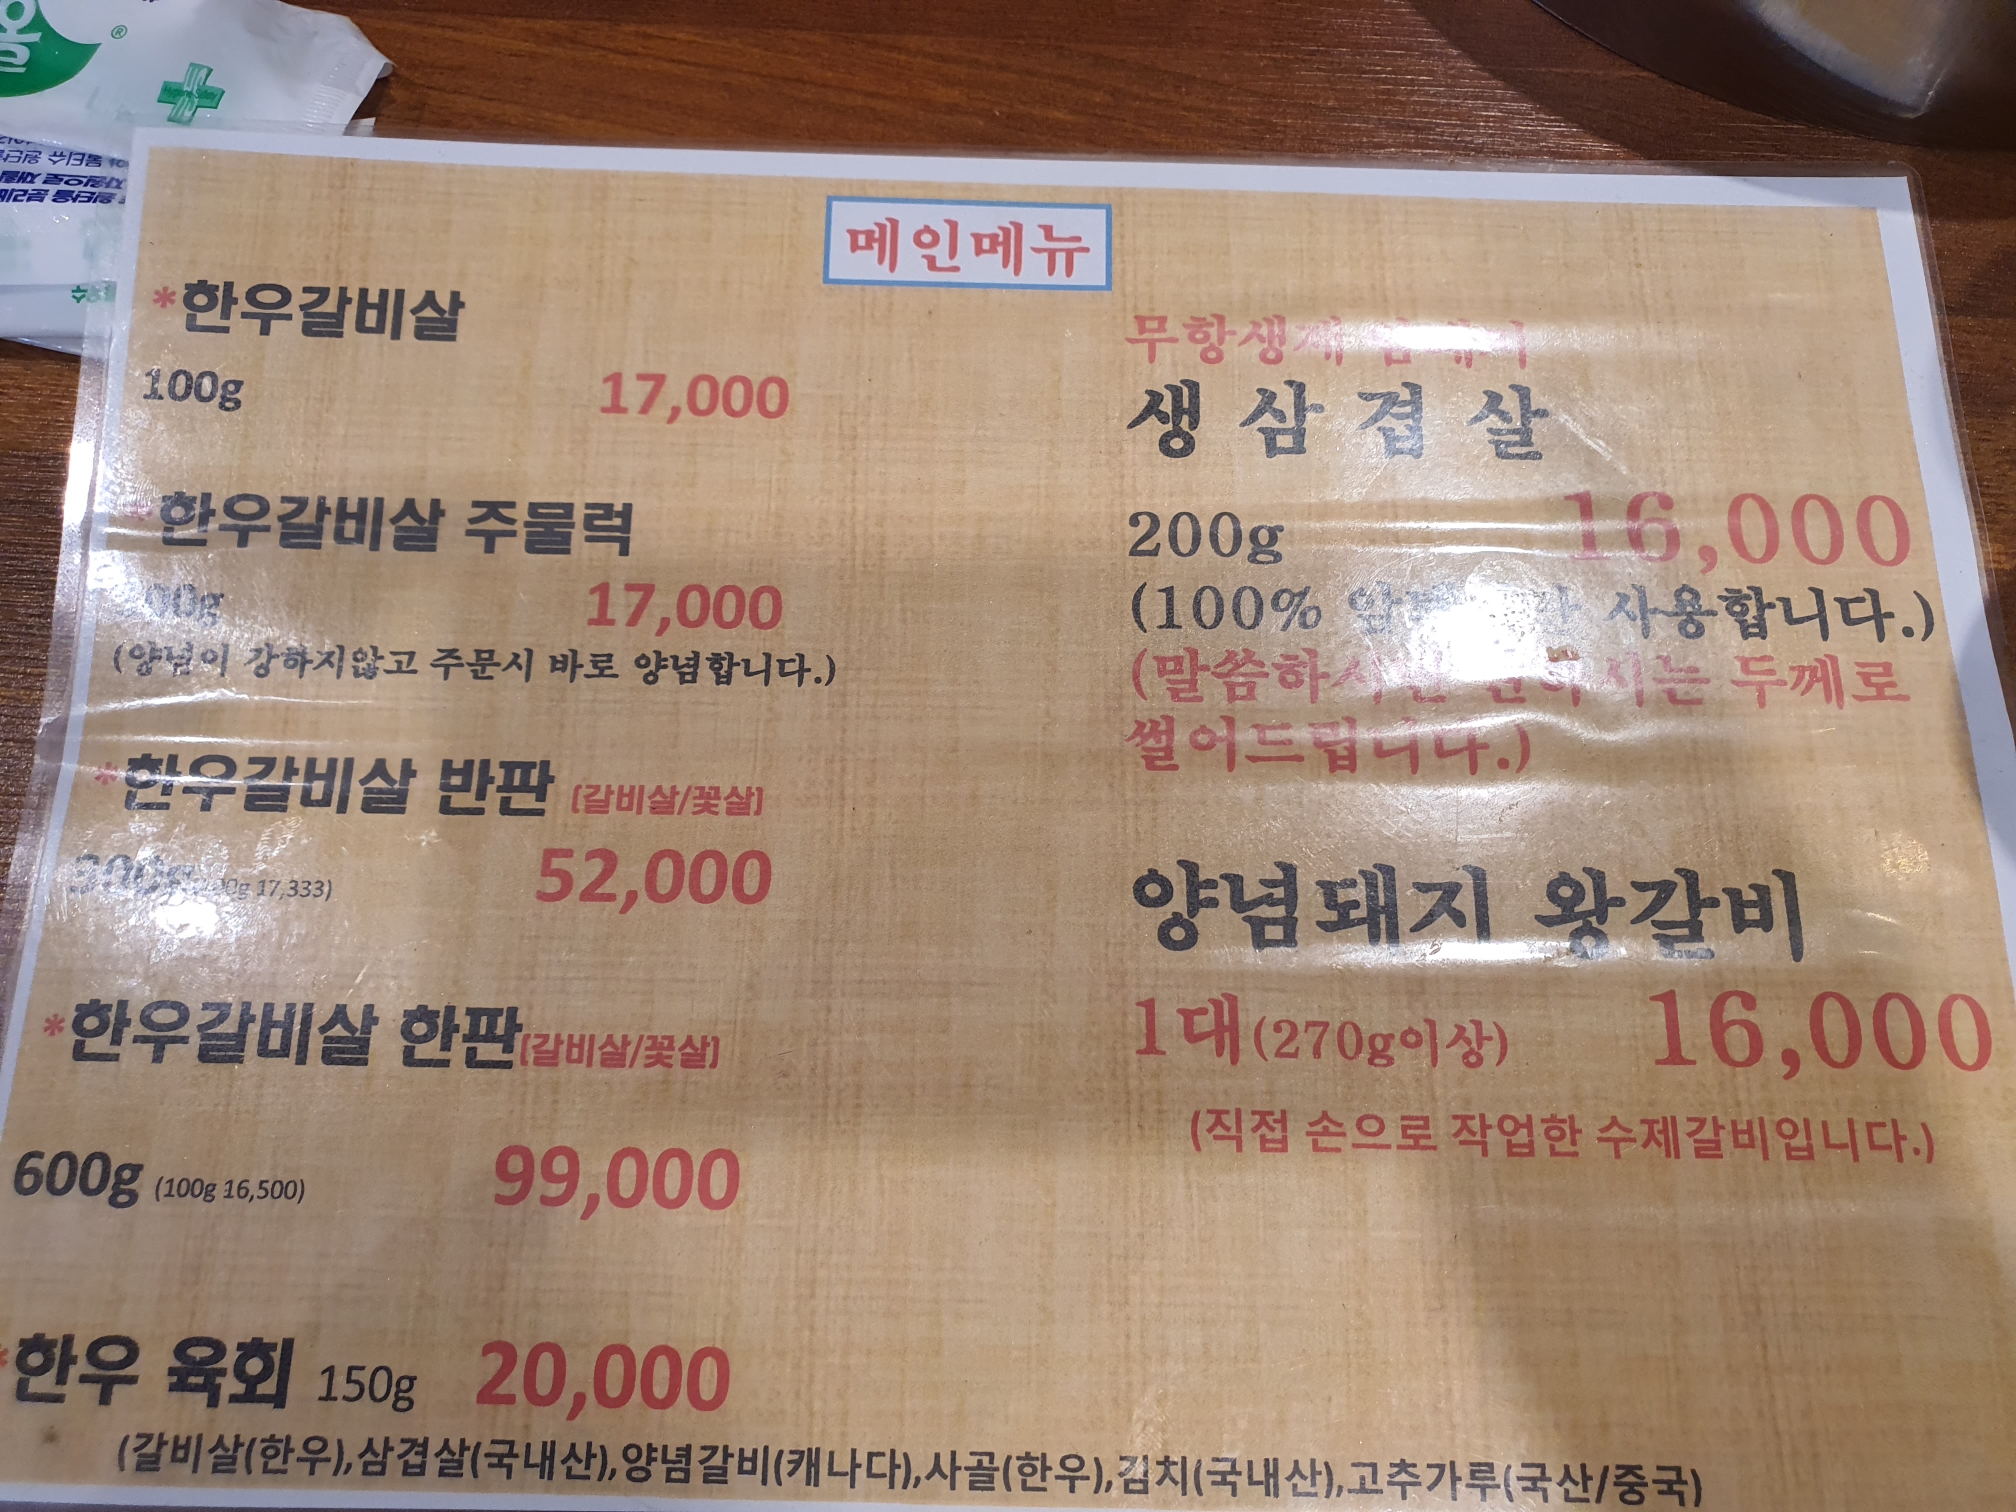 메인메뉴
*한우갈비살
100g 17,000
*한우갈비살 주물럭
17,000
(양념이 강하지않고 주문시 바로 양념합니다.)
*한우갈비살 반판 [갈비살/꽃살]
300g 17,333) 52,000
*한우갈비살 한판[갈비살/꽃살]
600g (100g 16,500) 99,000
*한우 육회 150g 20,000
무항생제
생 삼 겹 살
200g 16,000
(100% 사용합니다.)
(말씀하시면 원하시는 두께로
썰어드립니다.)
양념돼지 왕갈비
1대(270g이상) 16,000
(직접 손으로 작업한 수제갈비입니다.)
(갈비살(한우),삼겹살(국내산),양념갈비(캐나다),사골(한우),김치(국내산),고추가루(국산/중국)